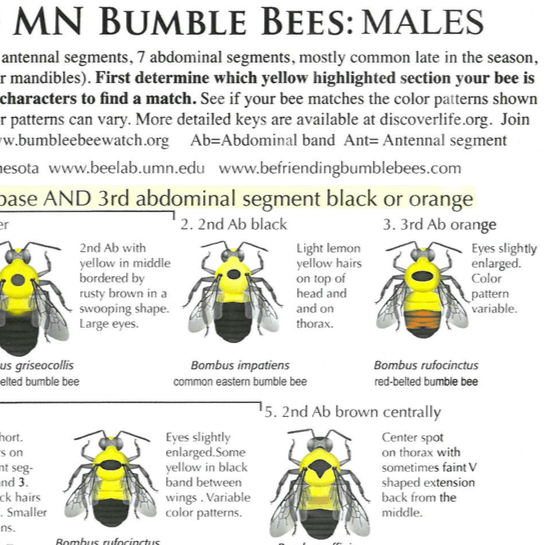 MN BUMBLE BEES: MALES
antennal segments, 7 abdominal segments, mostly common late in the season,
r mandibles). First determine which yellow highlighted section your bee is
characters to find a match. See if your bee matches the color patterns shown
r patterns can vary. More detailed keys are available at discoverlife.org. Join
w.bumblebeewatch.org Ab=Abdominal band Ant= Antennal segment
nesota www.beelab.umn.edu www.befriendingbumblebees.com
base AND 3rd abdominal segment black or orange
er
2. 2nd Ab black
3. 3rd Ab orange
2nd Ab with
yellow in middle
bordered by
rusty brown in a
swooping shape.
Large eyes.
Light lemon
yellow hairs
on top of
head and
and on
thorax.
Eyes slightly
enlarged.
Color
pattern
variable.
us griseocollis
elted bumble bee
Bombus impatiens
common eastern bumble bee
Bombus rufocinctus
red-belted bumble bee
5. 2nd Ab brown centrally
hort.
s on
nt seg-
nd 3.
ck hairs
. Smaller
ns.
Eyes slightly
enlarged.Some
yellow in black
band between
wings . Variable
color patterns.
Center spot
on thorax with
sometimes faint V
shaped extension
back from the
middle.
Bombus rufocinctus